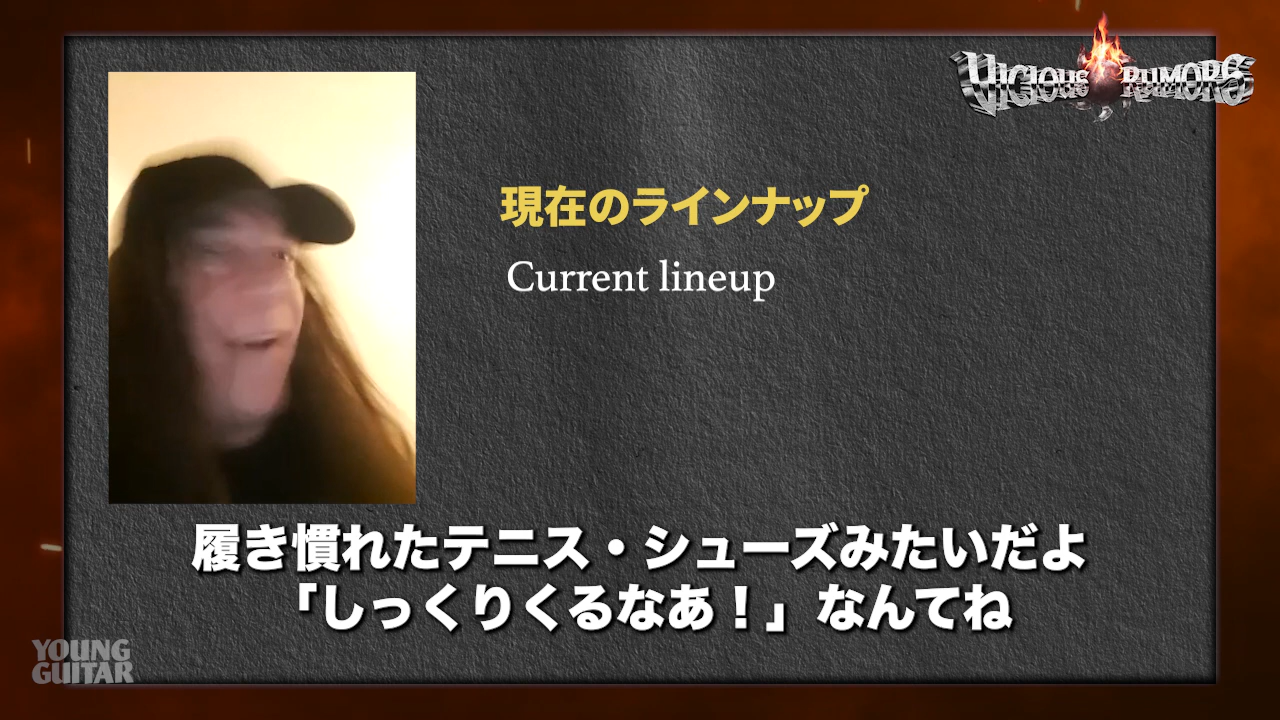 VICIOUS RUMORS
現在のラインナップ
Current lineup
履き慣れたテニス・シューズみたいだよ
「しっくりくるなあ！」なんてね
YOUNG
GUITAR